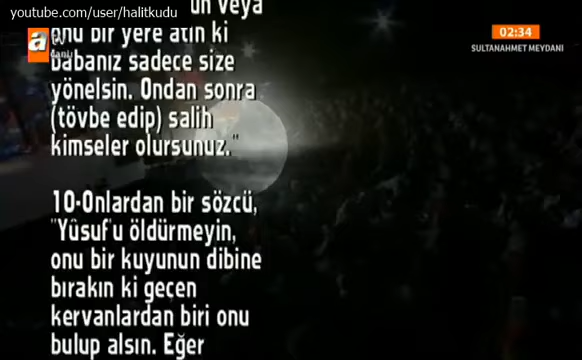 youtube.com/user/halitkudu
un veya
onu bir yere atın ki
babanız sadece size
yönelsin. Ondan sonra
(tövbe edip) salih
kimseler olursunuz."
10-Onlardan bir sözcü,
"Yûsuf'u öldürmeyin,
onu bir kuyunun dibine
bırakın ki geçen
kervanlardan biri onu
bulup alsın. Eğer
a
02:34
SULTANAHMET MEYDANI